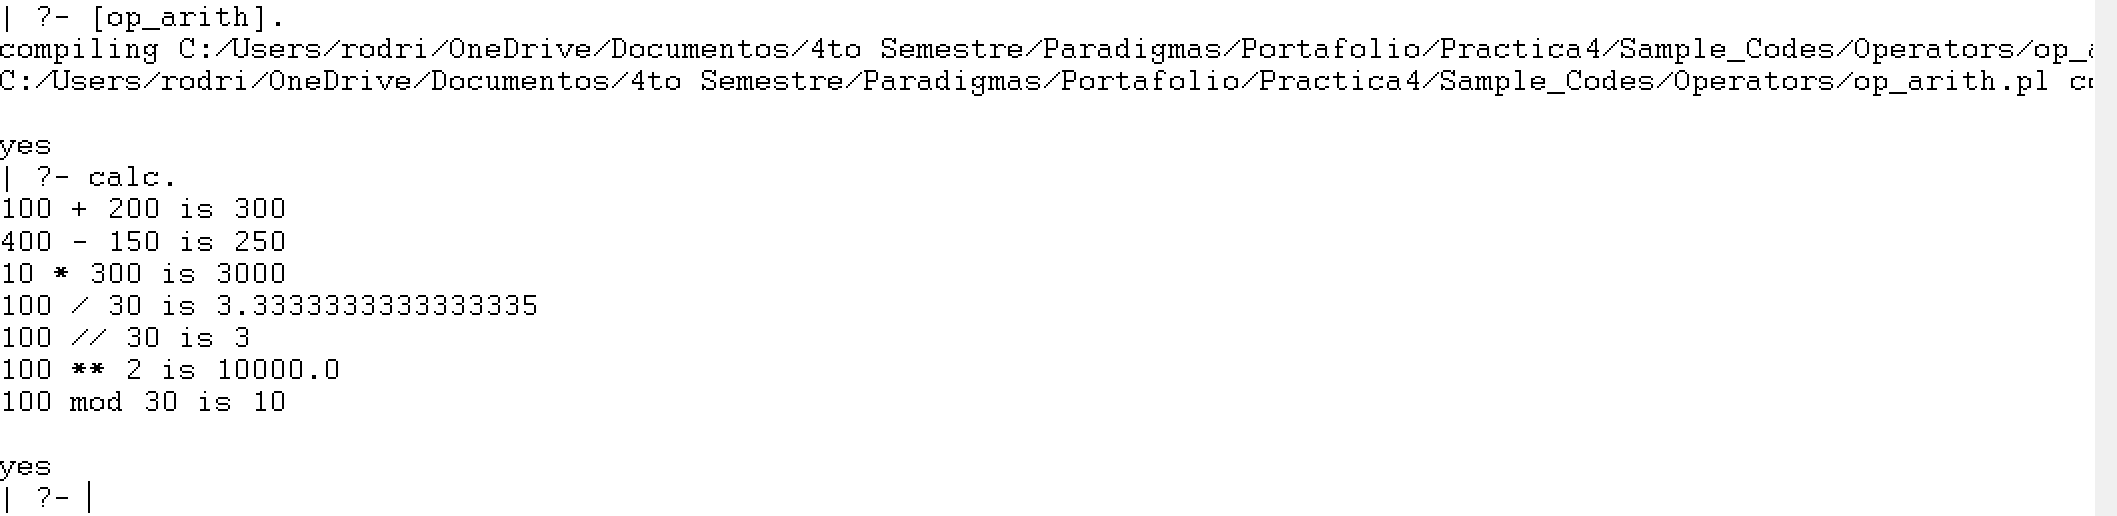 | ?- [op_arith].
compiling C:/Users/rodri/OneDrive/Documentos/4to Semestre/Paradigmas/Portafolio/Practica4/Sample_Codes/Operators/op_
C:/Users/rodri/OneDrive/Documentos/4to Semestre/Paradigmas/Portafolio/Practica4/Sample_Codes/Operators/op_arith.pl
yes
| ?- calc.
100 + 200 is 300
400 - 150 is 250
10 * 300 is 3000
100 / 30 is 3.3333333333333335
100 // 30 is 3
100 ** 2 is 10000.0
100 mod 30 is 10
yes
| ?-